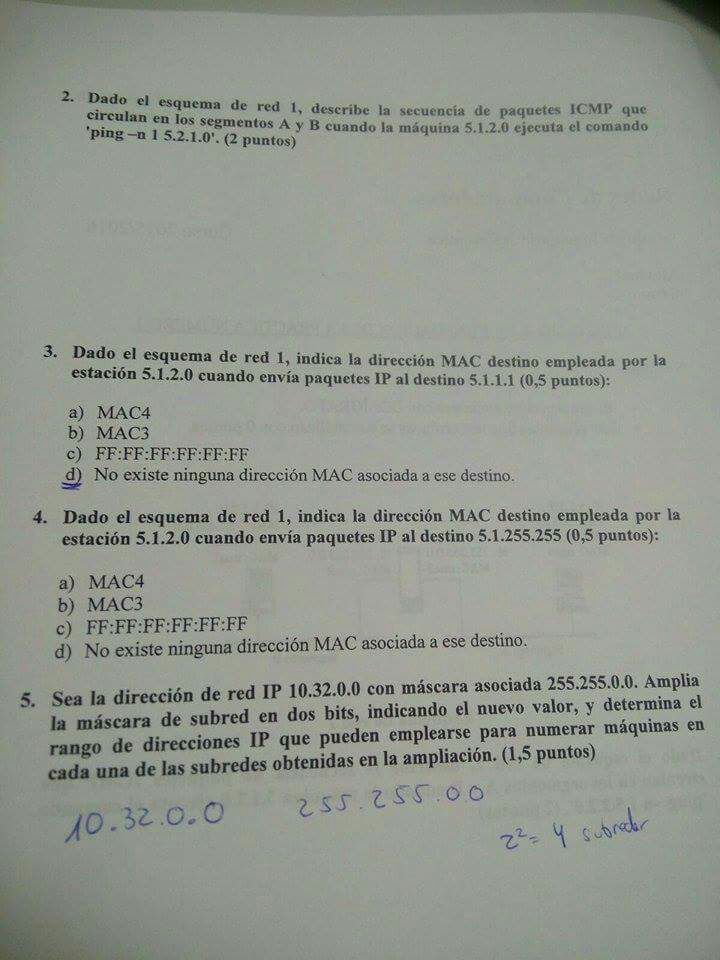 2. Dado el esquema de red 1, describe la secuencia de paquetes ICMP que
circulan en los segmentos A y B cuando la máquina 5.1.2.0 ejecuta el comando
'ping –n 1 5.2.1.0'. (2 puntos)
3. Dado el esquema de red 1, indica la dirección MAC destino empleada por la
estación 5.1.2.0 cuando envía paquetes IP al destino 5.1.1.1 (0,5 puntos):
a) MAC4
b) MAC3
c) FF:FF:FF:FF:FF:FF
d) No existe ninguna dirección MAC asociada a ese destino.
4. Dado el esquema de red 1, indica la dirección MAC destino empleada por la
estación 5.1.2.0 cuando envía paquetes IP al destino 5.1.255.255 (0,5 puntos):
a) MAC4
b) MAC3
c) FF:FF:FF:FF:FF:FF
d) No existe ninguna dirección MAC asociada a ese destino.
5. Sea la dirección de red IP 10.32.0.0 con máscara asociada 255.255.0.0. Amplia
la máscara de subred en dos bits, indicando el nuevo valor, y determina el
rango de direcciones IP que pueden emplearse para numerar máquinas en
cada una de las subredes obtenidas en la ampliación. (1,5 puntos)
10.32.0.0 255.255.00
2²= 4 subredes